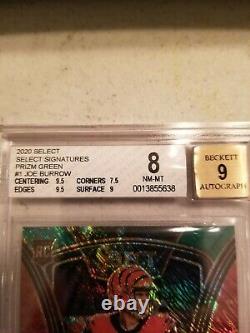 2020 SELECT
SELECT SIGNATURES
PRIZM GREEN
#1 JOE BURROW
CENTERING 9.5 CORNERS 7.5
EDGES 9.5 SURFACE 9
8
NM-MT
0013855638
BECKETT
9
AUTOGRAPH
RC